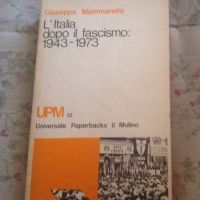 Giuseppe Mammarella
L'Italia
dopo il fascismo:
1943-1973
UPM 12
Universale Paperbacks il Mulino